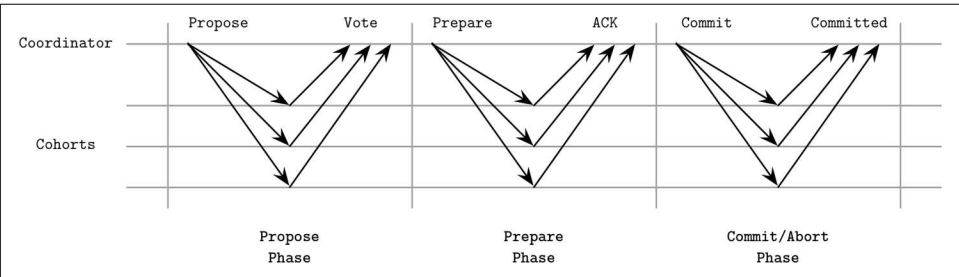 Propose Vote Prepare ACK Commit Committed
Coordinator
Cohorts
Propose Prepare Commit/Abort
Phase Phase Phase